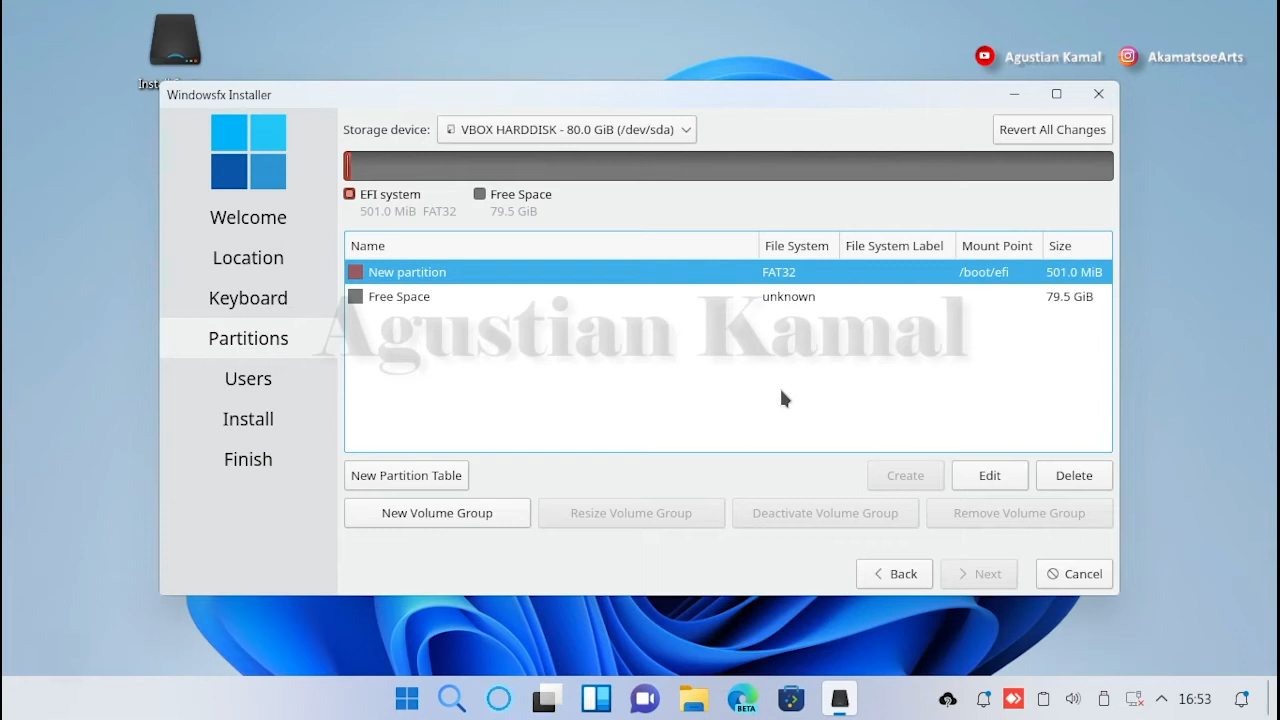 Agustian Kamal
AkamatsoeArts
Windowsfx Installer
Storage device:
VBOX HARDDISK - 80.0 GiB (/dev/sda)
Revert All Changes
EFI system
501.0 MiB FAT32
Free Space
79.5 GiB
Welcome
Location
Keyboard
Partitions
Users
Install
Finish
Name
File System
File System Label
Mount Point
Size
New partition
FAT32
/boot/efi
501.0 MiB
Free Space
unknown
79.5 GiB
Agustian Kamal
New Partition Table
Create
Edit
Delete
New Volume Group
Resize Volume Group
Deactivate Volume Group
Remove Volume Group
Back
Next
Cancel
BETA
16:53